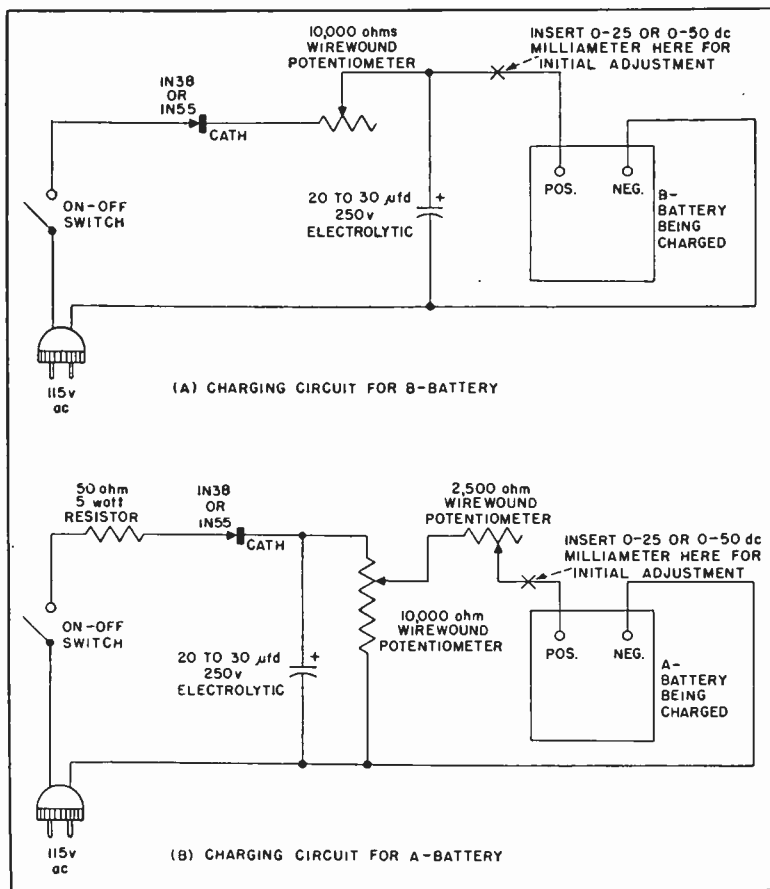 10,000 ohms
WIREWOUND
POTENTIOMETER
INSERT 0-25 OR 0-50 dc
MILLIAMETER HERE FOR
INITIAL ADJUSTMENT
IN38
OR
IN55
CATH
ON-OFF
SWITCH
20 TO 30 µfd
250v
ELECTROLYTIC
+
POS.
NEG.
B-
BATTERY
BEING
CHARGED
115v
ac
(A) CHARGING CIRCUIT FOR B-BATTERY
50 ohm
5 watt
RESISTOR
IN38
OR
IN55
CATH
2,500 ohm
WIREWOUND
POTENTIOMETER
INSERT 0-25 OR 0-50 dc
MILLIAMETER HERE FOR
INITIAL ADJUSTMENT
ON-OFF
SWITCH
20 TO 30 µfd
250v
ELECTROLYTIC
+
10,000 ohm
WIREWOUND
POTENTIOMETER
POS.
NEG.
A-
BATTERY
BEING
CHARGED
115v
ac
(B) CHARGING CIRCUIT FOR A-BATTERY